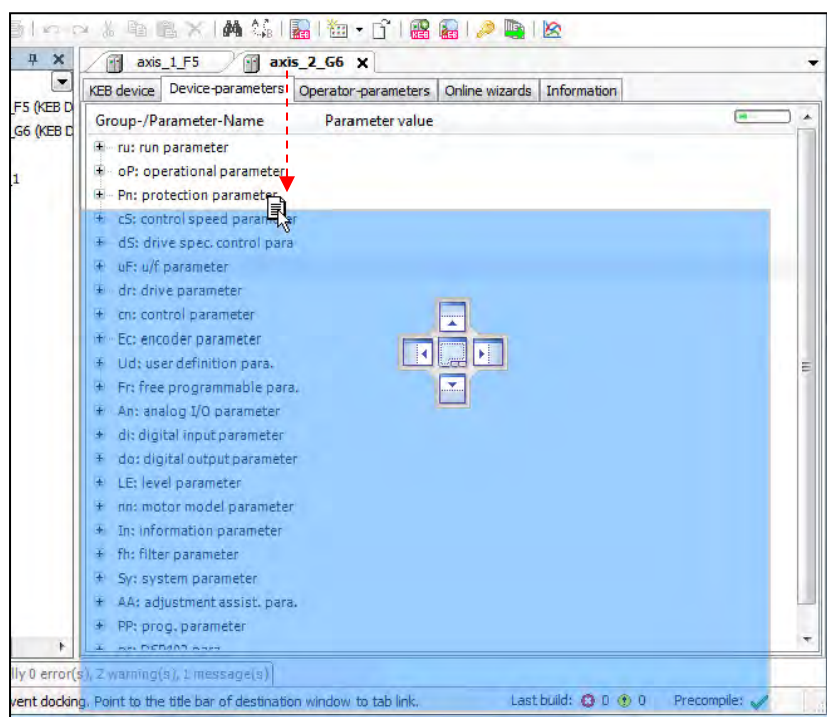 axis_1_F5 axis_2_G6
KEB device Device-parameters Operator-parameters Online wizards Information
_F5 (KEB D
_G6 (KEB D
_1
Group-/Parameter-Name Parameter value
ru: run parameter
oP: operational parameter
Pn: protection parameter
cS: control speed parameter
dS: drive spec. control para
uF: u/f parameter
dr: drive parameter
cn: control parameter
Ec: encoder parameter
Ud: user definition para.
Fr: free programmable para.
An: analog I/O parameter
di: digital input parameter
do: digital output parameter
LE: level parameter
nn: motor model parameter
In: information parameter
fh: filter parameter
Sy: system parameter
AA: adjustment assist. para.
PP: prog. parameter
lly 0 error(s), 2 warning(s), 1 message(s)
vent docking. Point to the title bar of destination window to tab link. Last build: 0 0 Precompile: